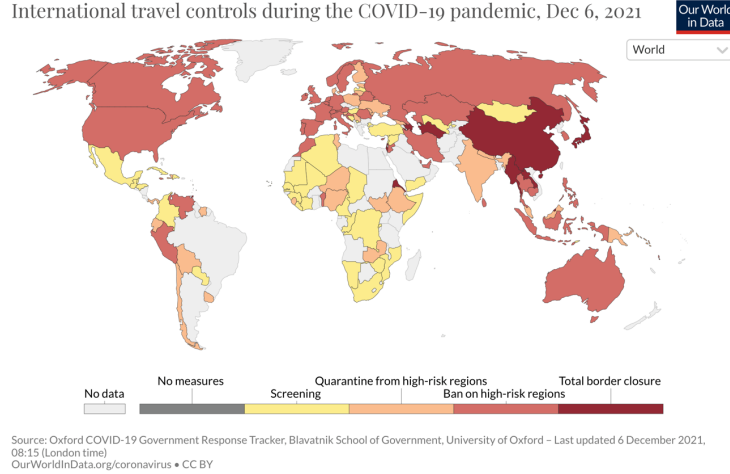 International travel controls during the COVID-19 pandemic, Dec 6, 2021
Our World
in Data
World
No data
No measures
Screening
Quarantine from high-risk regions
Ban on high-risk regions
Total border closure
Source: Oxford COVID-19 Government Response Tracker, Blavatnik School of Government, University of Oxford – Last updated 6 December 2021,
08:15 (London time)
OurWorldInData.org/coronavirus • CC BY